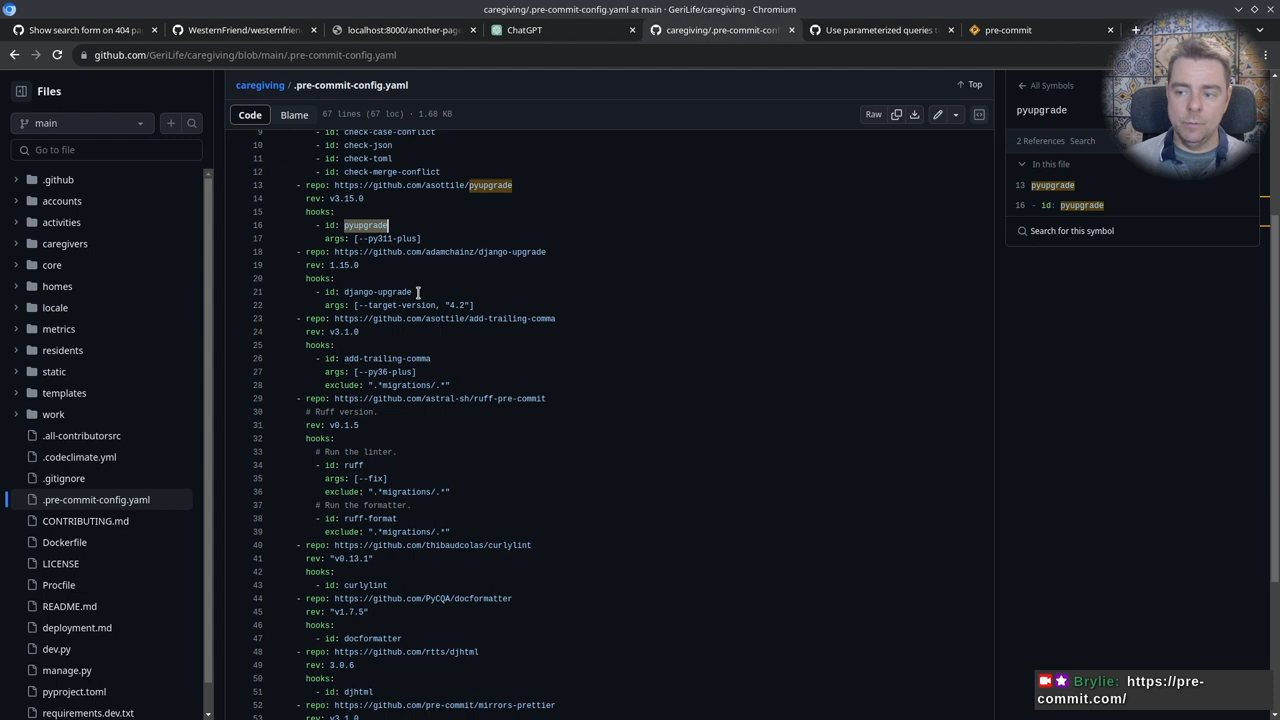 caregiving/.pre-commit-config.yaml at main · GeriLife/caregiving - Chromium
Show search form on 404 pa
WesternFriend/westernfrien
localhost:8000/another-page
ChatGPT
caregiving/.pre-commit-conf
Use parameterized queries t
pre-commit
github.com/GeriLife/caregiving/blob/main/.pre-commit-config.yaml
Files
main
Go to file
.github
accounts
activities
caregivers
core
homes
locale
metrics
residents
static
templates
work
.all-contributorsrc
.codeclimate.yml
.gitignore
.pre-commit-config.yaml
CONTRIBUTING.md
Dockerfile
LICENSE
Procfile
README.md
deployment.md
dev.py
manage.py
pyproject.toml
requirements.dev.txt
caregiving / .pre-commit-config.yaml
Top
Code Blame 67 lines (67 loc) · 1.68 KB
Raw
9 - id: check-case-conflict
10 - id: check-json
11 - id: check-toml
12 - id: check-merge-conflict
13 - repo: https://github.com/asottile/pyupgrade
14 rev: v3.15.0
15 hooks:
16 - id: pyupgrade
17 args: [--py311-plus]
18 - repo: https://github.com/adamchainz/django-upgrade
19 rev: 1.15.0
20 hooks:
21 - id: django-upgrade
22 args: [--target-version, "4.2"]
23 - repo: https://github.com/asottile/add-trailing-comma
24 rev: v3.1.0
25 hooks:
26 - id: add-trailing-comma
27 args: [--py36-plus]
28 exclude: ".*migrations/.*"
29 - repo: https://github.com/astral-sh/ruff-pre-commit
30 # Ruff version.
31 rev: v0.1.5
32 hooks:
33 # Run the linter.
34 - id: ruff
35 args: [--fix]
36 exclude: ".*migrations/.*"
37 # Run the formatter.
38 - id: ruff-format
39 exclude: ".*migrations/.*"
40 - repo: https://github.com/thibaudcolas/curlylint
41 rev: "v0.13.1"
42 hooks:
43 - id: curlylint
44 - repo: https://github.com/PyCQA/docformatter
45 rev: "v1.7.5"
46 hooks:
47 - id: docformatter
48 - repo: https://github.com/rtts/djhtml
49 rev: 3.0.6
50 hooks:
51 - id: djhtml
52 - repo: https://github.com/pre-commit/mirrors-prettier
53 rev: v3.1.0
All Symbols
pyupgrade
2 References Search
In this file
13 pyupgrade
16 - id: pyupgrade
Search for this symbol
Brylie: https://pre-
commit.com/